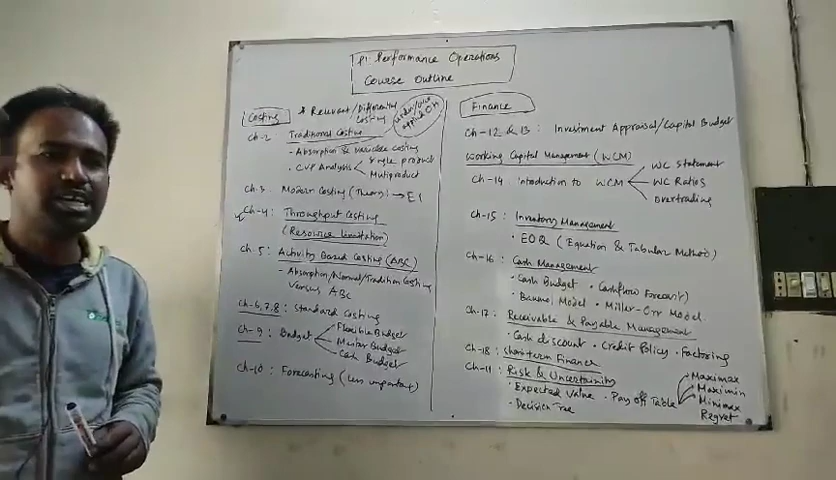 P1: Performance Operations
Course Outline
Costing
* Relevant/Differential
Costing
under/over
applied OH
Ch-2 Traditional Costing
- Absorption & Variable Costing
- CVP Analysis
Single product
Multiproduct
Ch-3 Modern Costing (Theory) → E1
Ch-4: Throughput Costing
(Resource limitation)
Ch-5: Activity Based Costing (ABC)
- Absorption/Normal/Tradition Costing
Versus ABC
Ch-6,7,8: Standard Costing
Ch-9: Budget
Flexible Budget
Master Budget
Cash Budget
Ch-10: Forecasting (Less important)
Finance
Ch-12 & 13: Investment Appraisal/Capital Budget
Working Capital Management (WCM)
Ch-14 Intoduction to WCM
WC Statement
WC Ratios
overtrading
Ch-15: Inventory Management
• EOQ (Equation & Tabular Method)
Ch-16: Cash Management
• Cash Budget • Cashflow Forecast)
• Baumol Model • Miller-Orr Model
Ch-17: Receivable & Payable Management
• Cash discount • Credit Policy • Factoring
Ch-18: Short term Finance
Ch-11: Risk & Uncertainity
• Expected Value • Pay off Table
Maximax
Maximin
Minimax
Regret
• Decision Tree